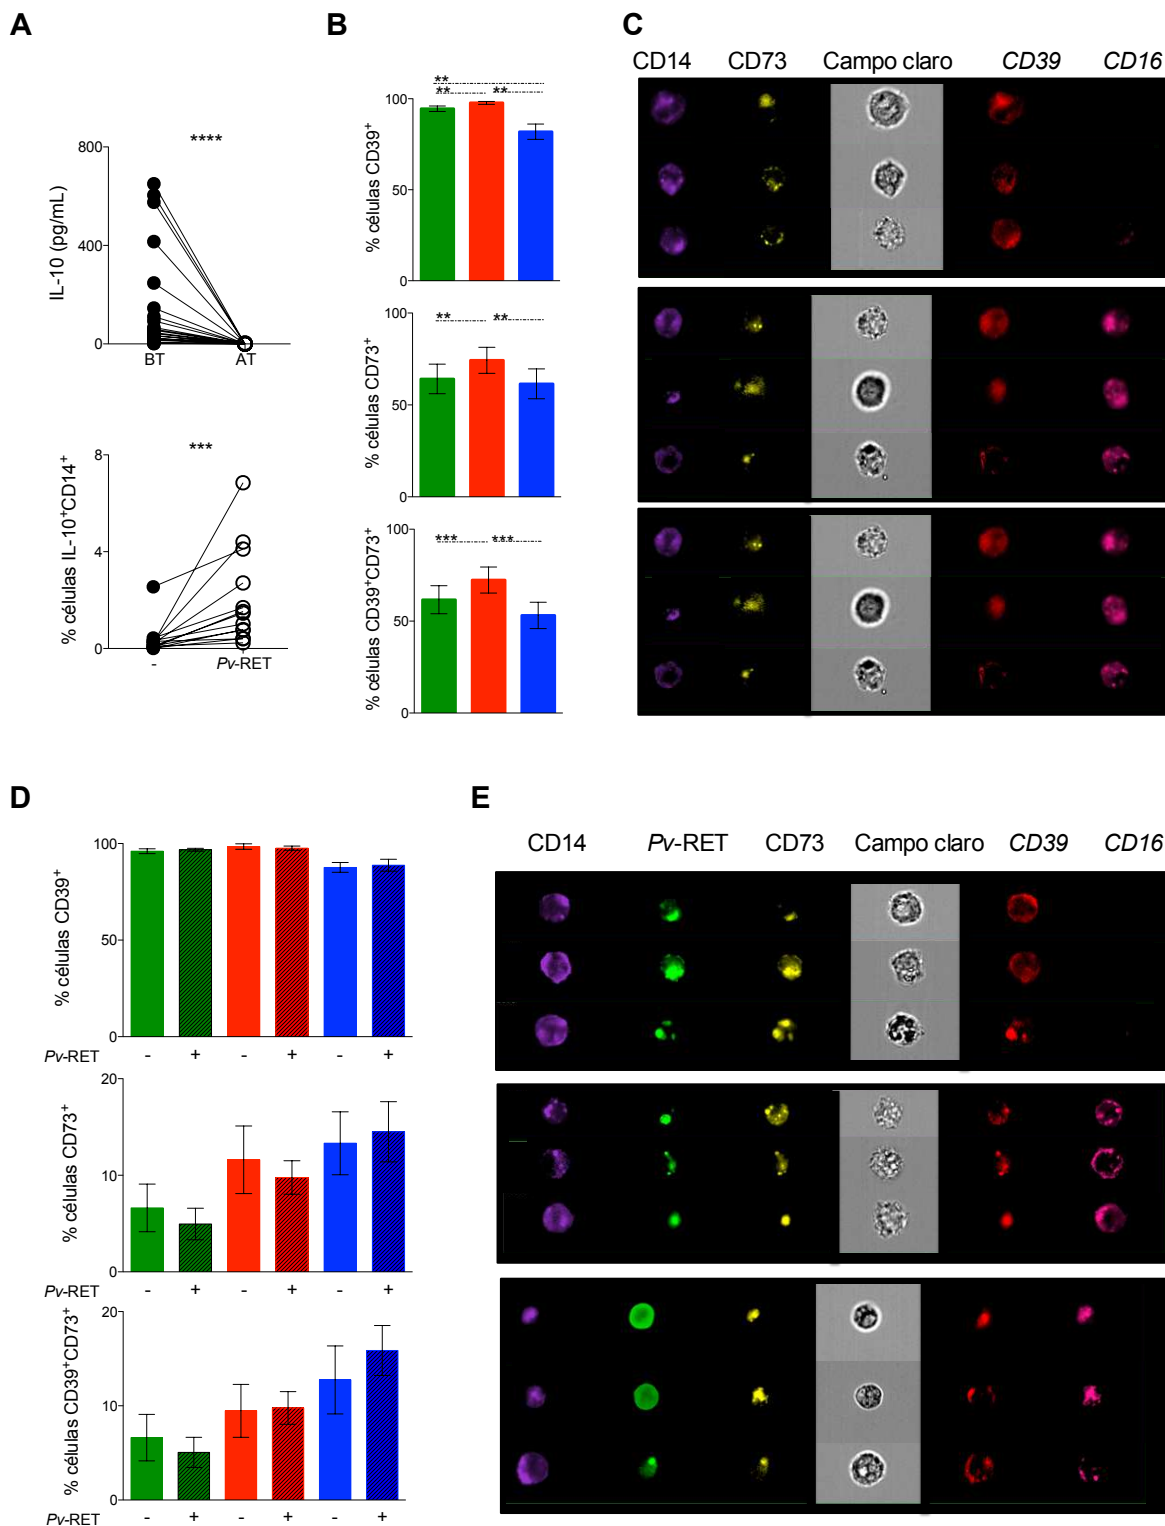 A
****
800
400
0
IL-10 (pg/mL)
BT AT
***
8
4
0
% células IL-10⁺CD14⁺
- Pv-RET
B
**
** **
100
50
0
% células CD39⁺
** **
100
50
0
% células CD73⁺
*** ***
100
50
0
% células CD39⁺CD73⁺
C
CD14 CD73 Campo claro CD39 CD16
D
100
50
0
% células CD39⁺
Pv-RET - + - + - +
20
10
0
% células CD73⁺
Pv-RET - + - + - +
20
10
0
% células CD39⁺CD73⁺
Pv-RET - + - + - +
E
CD14 Pv-RET CD73 Campo claro CD39 CD16